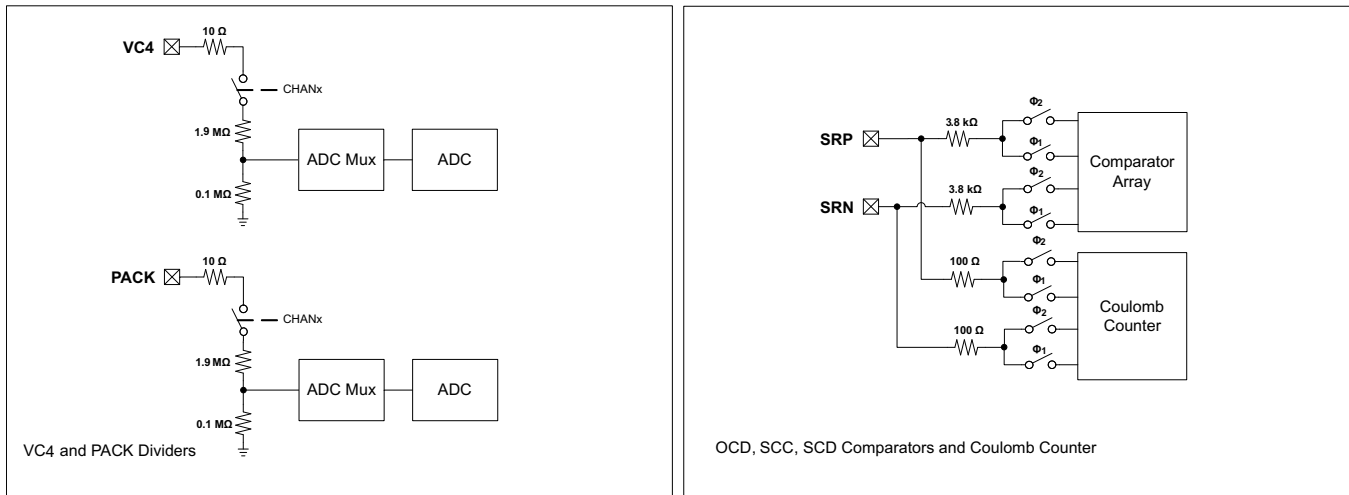 10 Ω
VC4
CHANx
1.9 MΩ
ADC Mux
ADC
0.1 MΩ
10 Ω
PACK
CHANx
1.9 MΩ
ADC Mux
ADC
0.1 MΩ
VC4 and PACK Dividers
Φ2
3.8 kΩ
SRP
Φ1
Comparator
Array
3.8 kΩ
Φ2
SRN
Φ1
Φ2
100 Ω
Φ1
Coulomb
Counter
Φ2
100 Ω
Φ1
OCD, SCC, SCD Comparators and Coulomb Counter